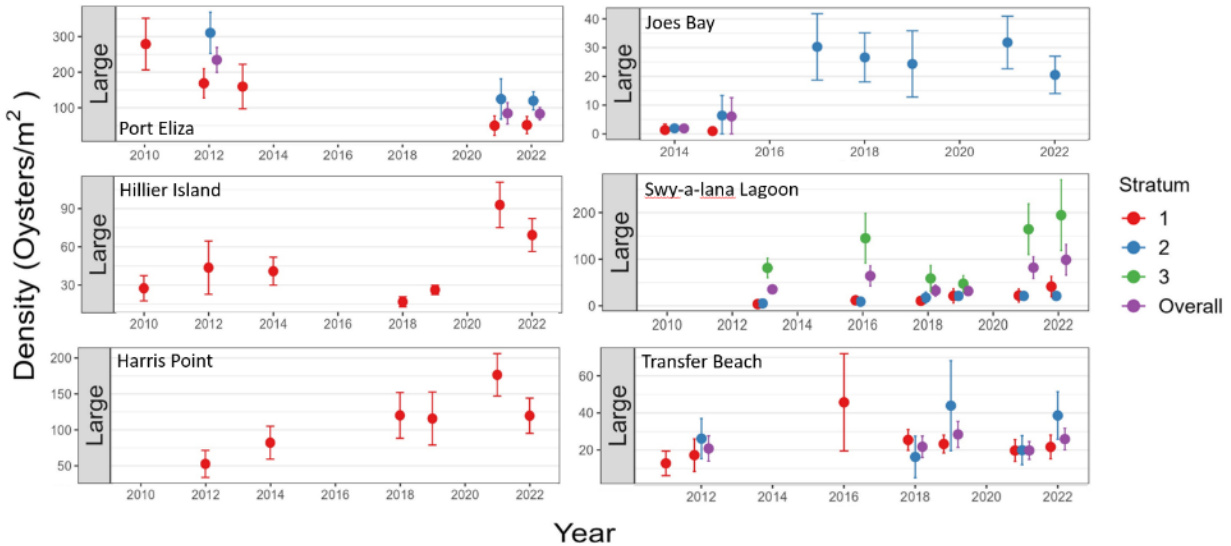 Density (Oysters/m²)
Large
Port Eliza
300
200
100
2010 2012 2014 2016 2018 2020 2022
Large
Joes Bay
40
30
20
10
0
2014 2016 2018 2020 2022
Large
Hillier Island
90
60
30
2010 2012 2014 2016 2018 2020 2022
Large
Swy-a-lana Lagoon
200
100
0
2010 2012 2014 2016 2018 2020 2022
Large
Harris Point
200
150
100
50
2010 2012 2014 2016 2018 2020 2022
Large
Transfer Beach
60
40
20
2012 2014 2016 2018 2020 2022
Stratum
1
2
3
Overall
Year